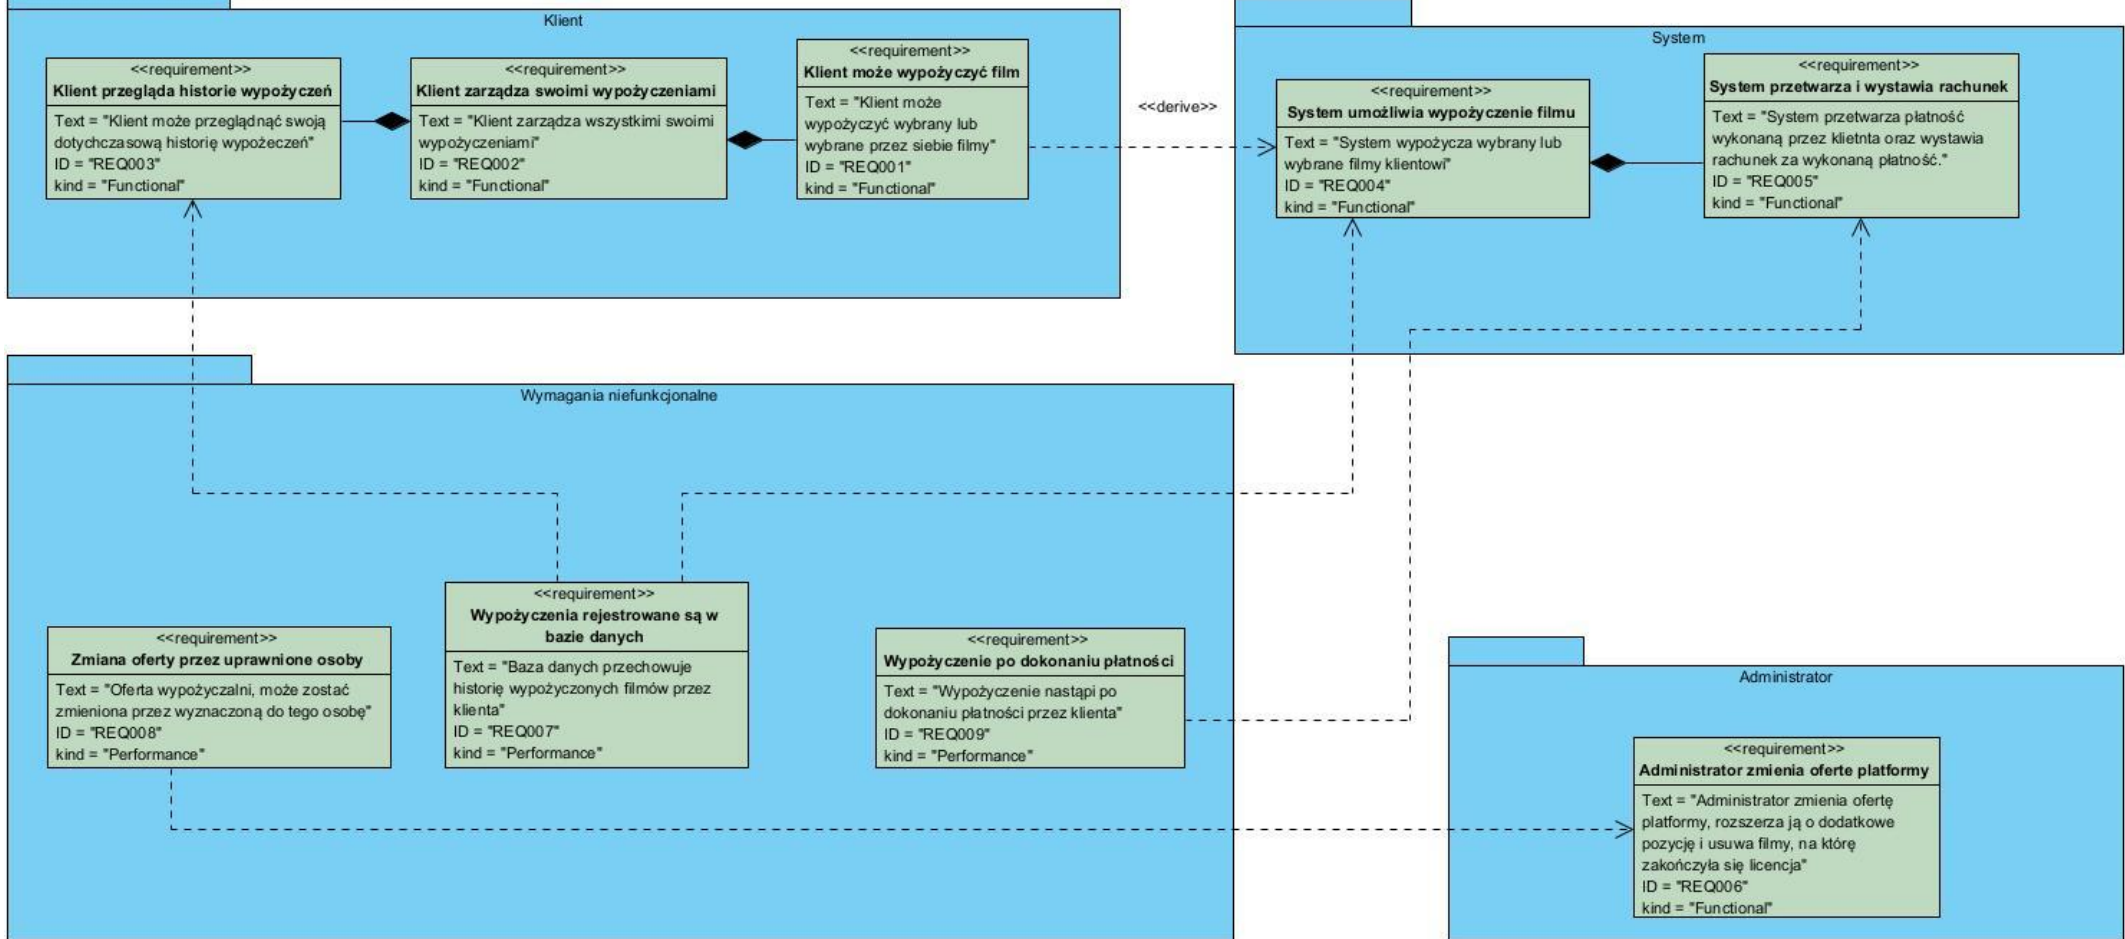 Klient
<<requirement>>
Klient przegląda historie wypożyczeń
Text = "Klient może przeglądnąć swoją
dotychczasową historię wypożeczeń"
ID = "REQ003"
kind = "Functional"
<<requirement>>
Klient zarządza swoimi wypożyczeniami
Text = "Klient zarządza wszystkimi swoimi
wypożyczeniami"
ID = "REQ002"
kind = "Functional"
<<requirement>>
Klient może wypożyczyć film
Text = "Klient może
wypożyczyć wybrany lub
wybrane przez siebie filmy"
ID = "REQ001"
kind = "Functional"
<<derive>>
System
<<requirement>>
System umożliwia wypożyczenie filmu
Text = "System wypożycza wybrany lub
wybrane filmy klientowi"
ID = "REQ004"
kind = "Functional"
<<requirement>>
System przetwarza i wystawia rachunek
Text = "System przetwarza płatność
wykonaną przez klietnta oraz wystawia
rachunek za wykonaną płatność."
ID = "REQ005"
kind = "Functional"
Wymagania niefunkcjonalne
<<requirement>>
Zmiana oferty przez uprawnione osoby
Text = "Oferta wypożyczalni, może zostać
zmieniona przez wyznaczoną do tego osobę"
ID = "REQ008"
kind = "Performance"
<<requirement>>
Wypożyczenia rejestrowane są w
bazie danych
Text = "Baza danych przechowuje
historię wypożyczonych filmów przez
klienta"
ID = "REQ007"
kind = "Performance"
<<requirement>>
Wypożyczenie po dokonaniu płatności
Text = "Wypożyczenie nastąpi po
dokonaniu płatności przez klienta"
ID = "REQ009"
kind = "Performance"
Administrator
<<requirement>>
Administrator zmienia oferte platformy
Text = "Administrator zmienia ofertę
platformy, rozszerza ją o dodatkowe
pozycję i usuwa filmy, na którę
zakończyła się licencja"
ID = "REQ006"
kind = "Functional"